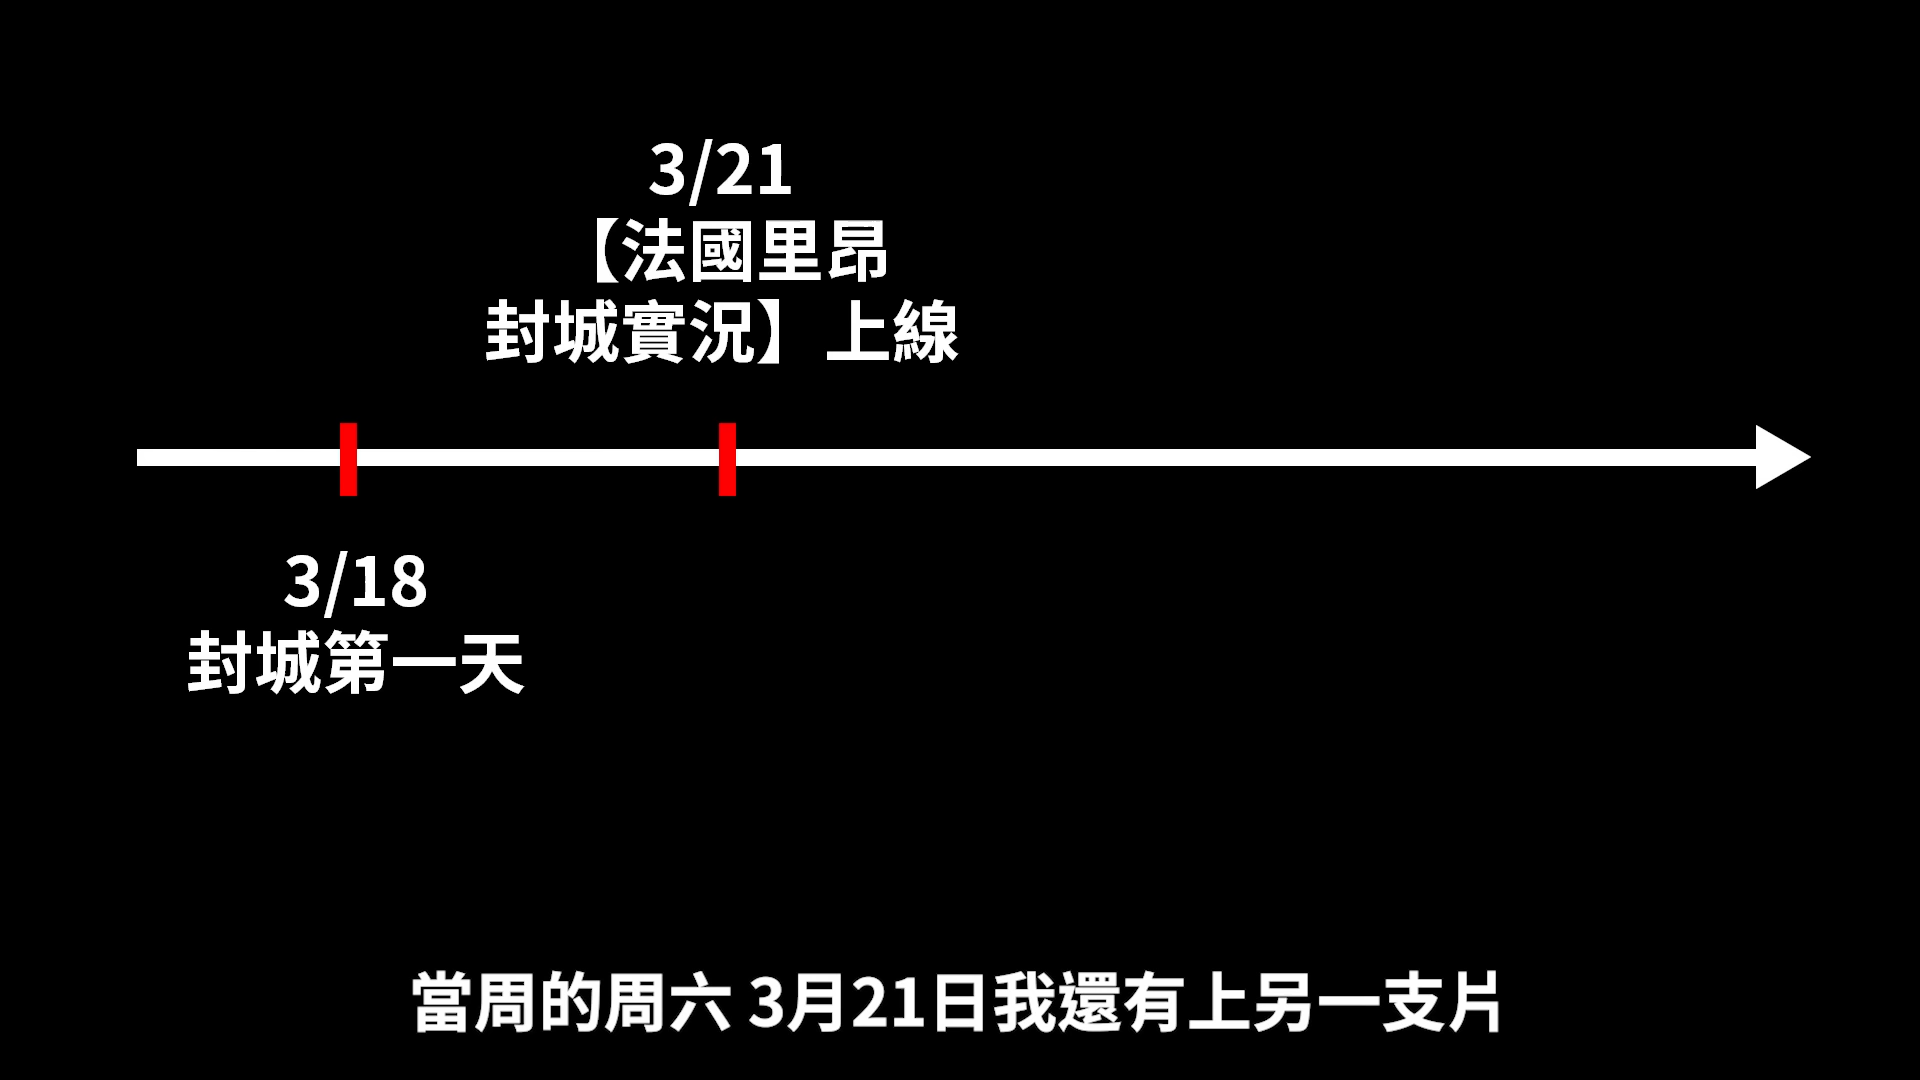 3/21
【法國里昂
封城實況】上線
3/18
封城第一天
當周的周六 3月21日我還有上另一支片